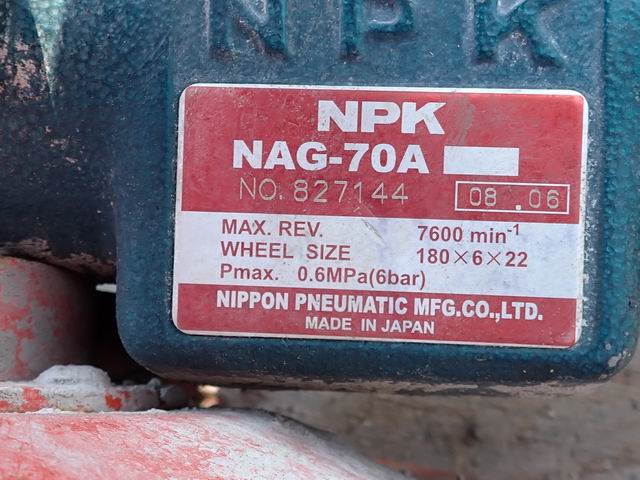 NPK
NPK
NAG-70A
NO. 827144 08.06
MAX. REV. 7600 min-1
WHEEL SIZE 180×6×22
Pmax. 0.6MPa(6bar)
NIPPON PNEUMATIC MFG.CO.,LTD.
MADE IN JAPAN